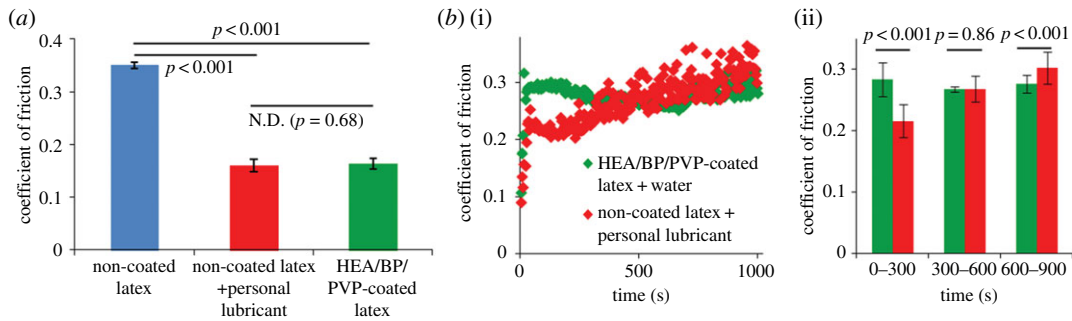 (a)
p < 0.001
p < 0.001
N.D. (p = 0.68)
0.4
0.3
0.2
0.1
0
coefficient of friction
non-coated
latex
non-coated latex
+personal
lubricant
HEA/BP/
PVP-coated
latex
(b) (i)
0.3
0.2
0.1
0
coefficient of friction
HEA/BP/PVP-coated
latex + water
non-coated latex +
personal lubricant
0
500
1000
time (s)
(ii)
p < 0.001 p = 0.86 p < 0.001
0.3
0.2
0.1
0
coefficient of friction
0–300 300–600 600–900
time (s)